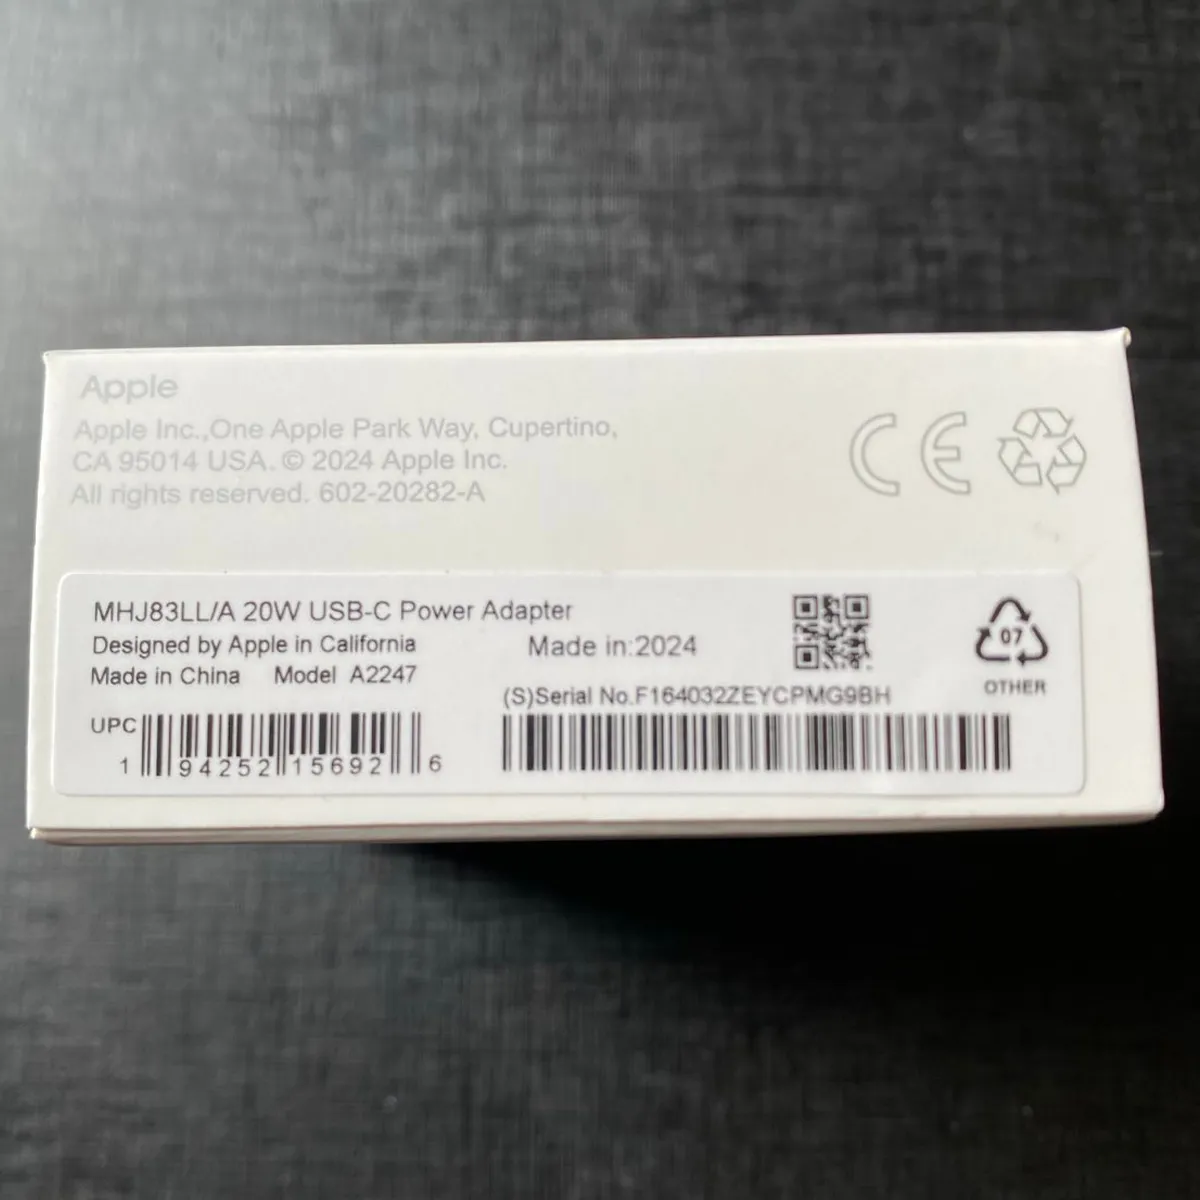 Apple
Apple Inc.,One Apple Park Way, Cupertino,
CA 95014 USA. © 2024 Apple Inc.
All rights reserved. 602-20282-A
CE
MHJ83LL/A 20W USB-C Power Adapter
Designed by Apple in California
Made in:2024
Made in China Model A2247
07
OTHER
(S)Serial No.F164032ZEYCPMG9BH
UPC
1 94252 15692 6